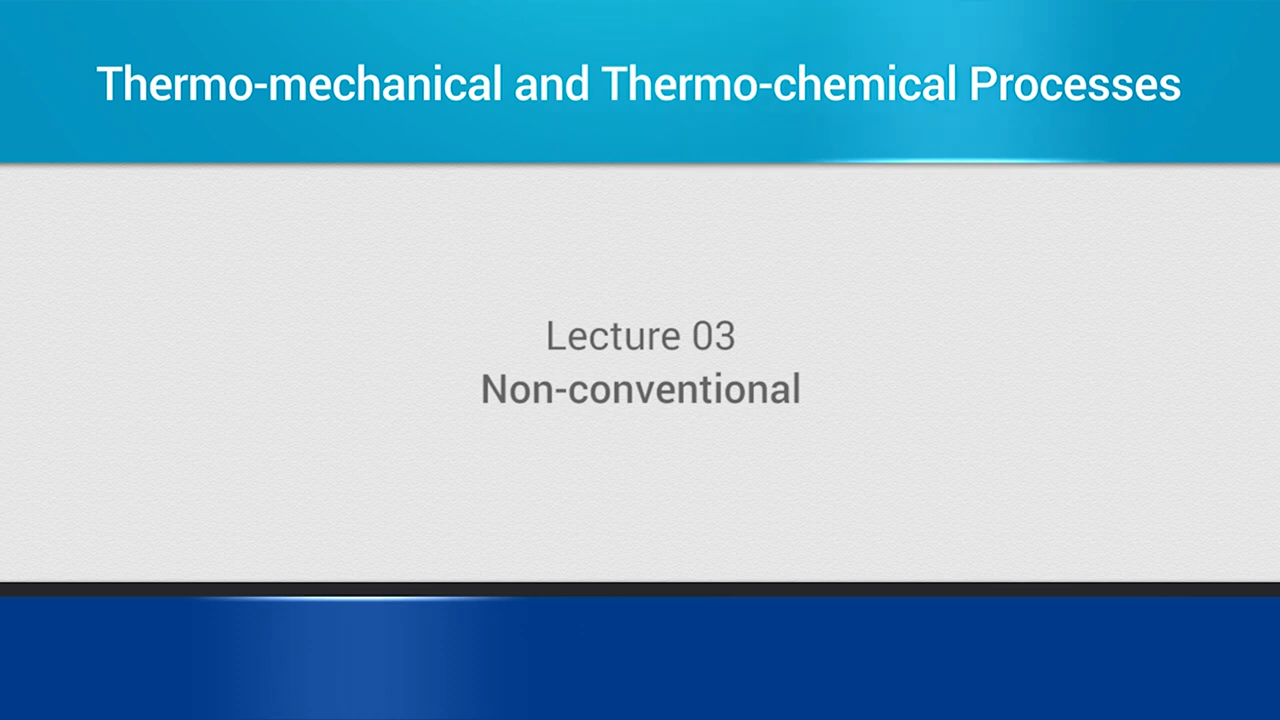 Thermo-mechanical and Thermo-chemical Processes
Lecture 03
Non-conventional